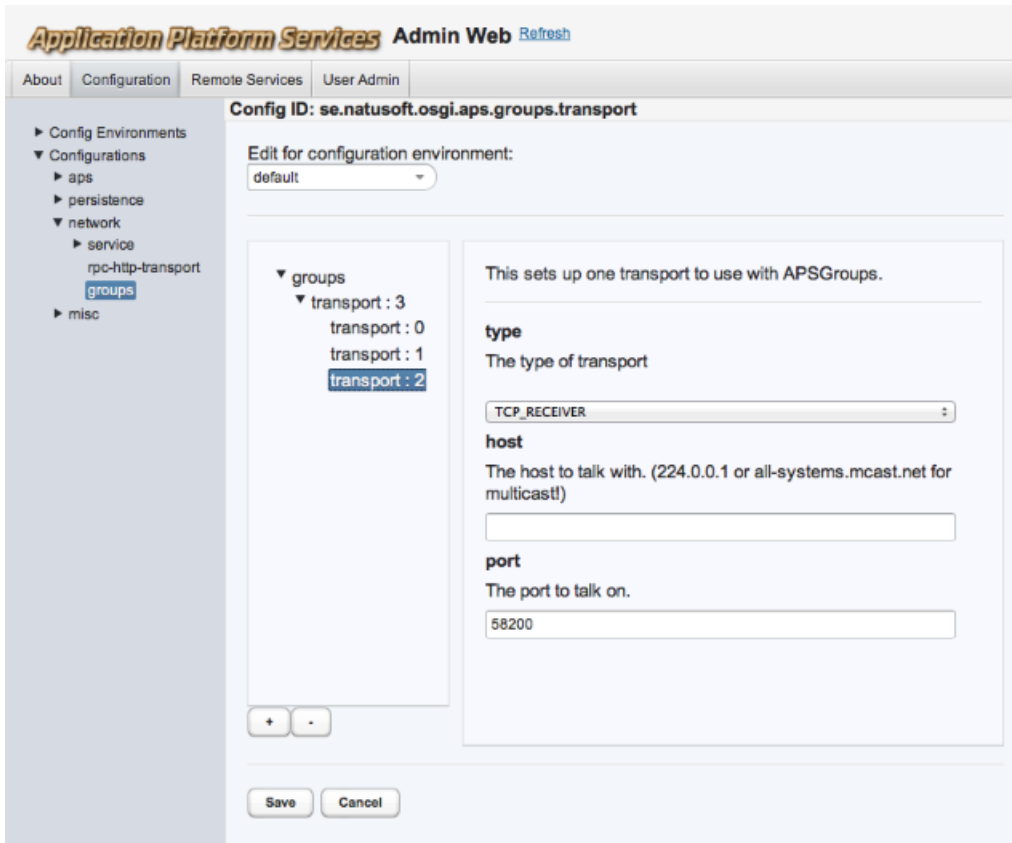 Application Platform Services Admin Web Refresh
About Configuration Remote Services User Admin
Config ID: se.natusoft.osgi.aps.groups.transport
Config Environments
Configurations
aps
persistence
network
service
rpc-http-transport
groups
misc
Edit for configuration environment:
default
groups
transport : 3
transport : 0
transport : 1
transport : 2
+ -
This sets up one transport to use with APSGroups.
type
The type of transport
TCP_RECEIVER
host
The host to talk with. (224.0.0.1 or all-systems.mcast.net for
multicast!)
port
The port to talk on.
58200
Save Cancel